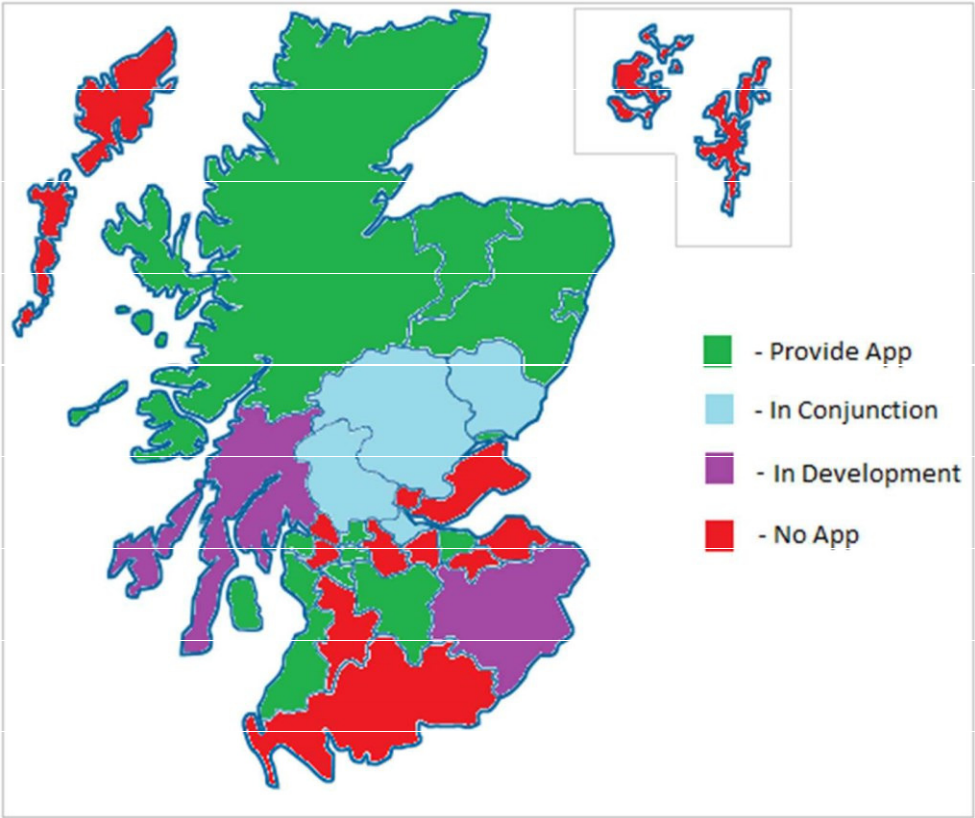 - Provide App
- In Conjunction
- In Development
- No App